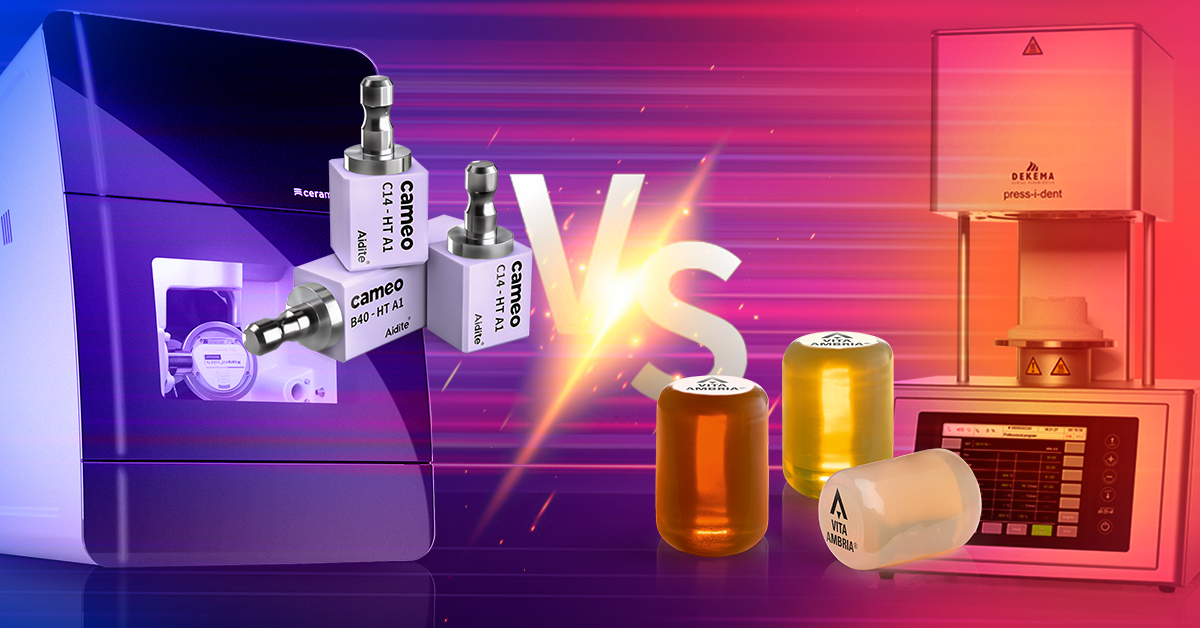 ceram
cameo
C14 - HT A1
Aidite®
cameo
B40 - HT A1
Aidite®
cameo
C14 - HT A1
Aidite®
VS
VITA
AMBRIA®
VITA
AMBRIA®
VITA
AMBRIA®
DEKEMA
press-i-dent